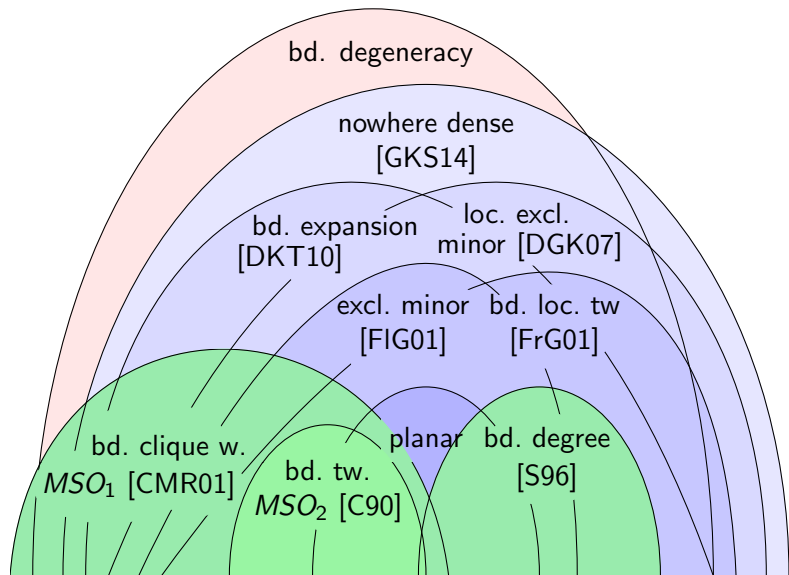 bd. degeneracy
nowhere dense
[GKS14]
bd. expansion
[DKT10]
loc. excl.
minor [DGK07]
excl. minor
[FlG01]
bd. loc. tw
[FrG01]
bd. clique w.
MSO₁ [CMR01]
bd. tw.
MSO₂ [C90]
planar
bd. degree
[S96]